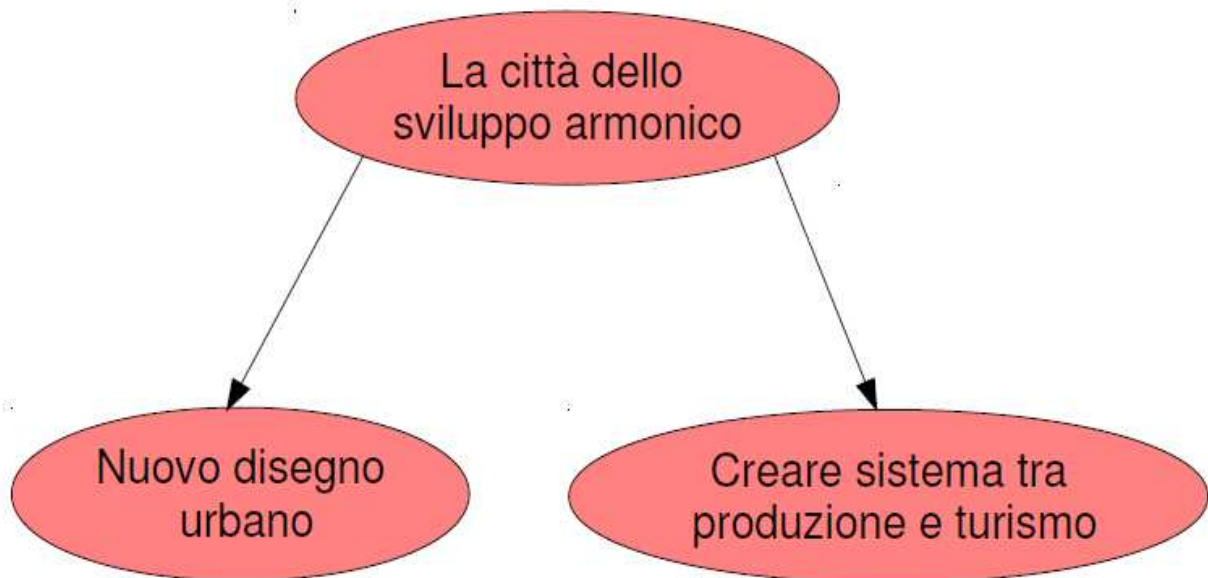 La città dello
sviluppo armonico
Nuovo disegno
urbano
Creare sistema tra
produzione e turismo